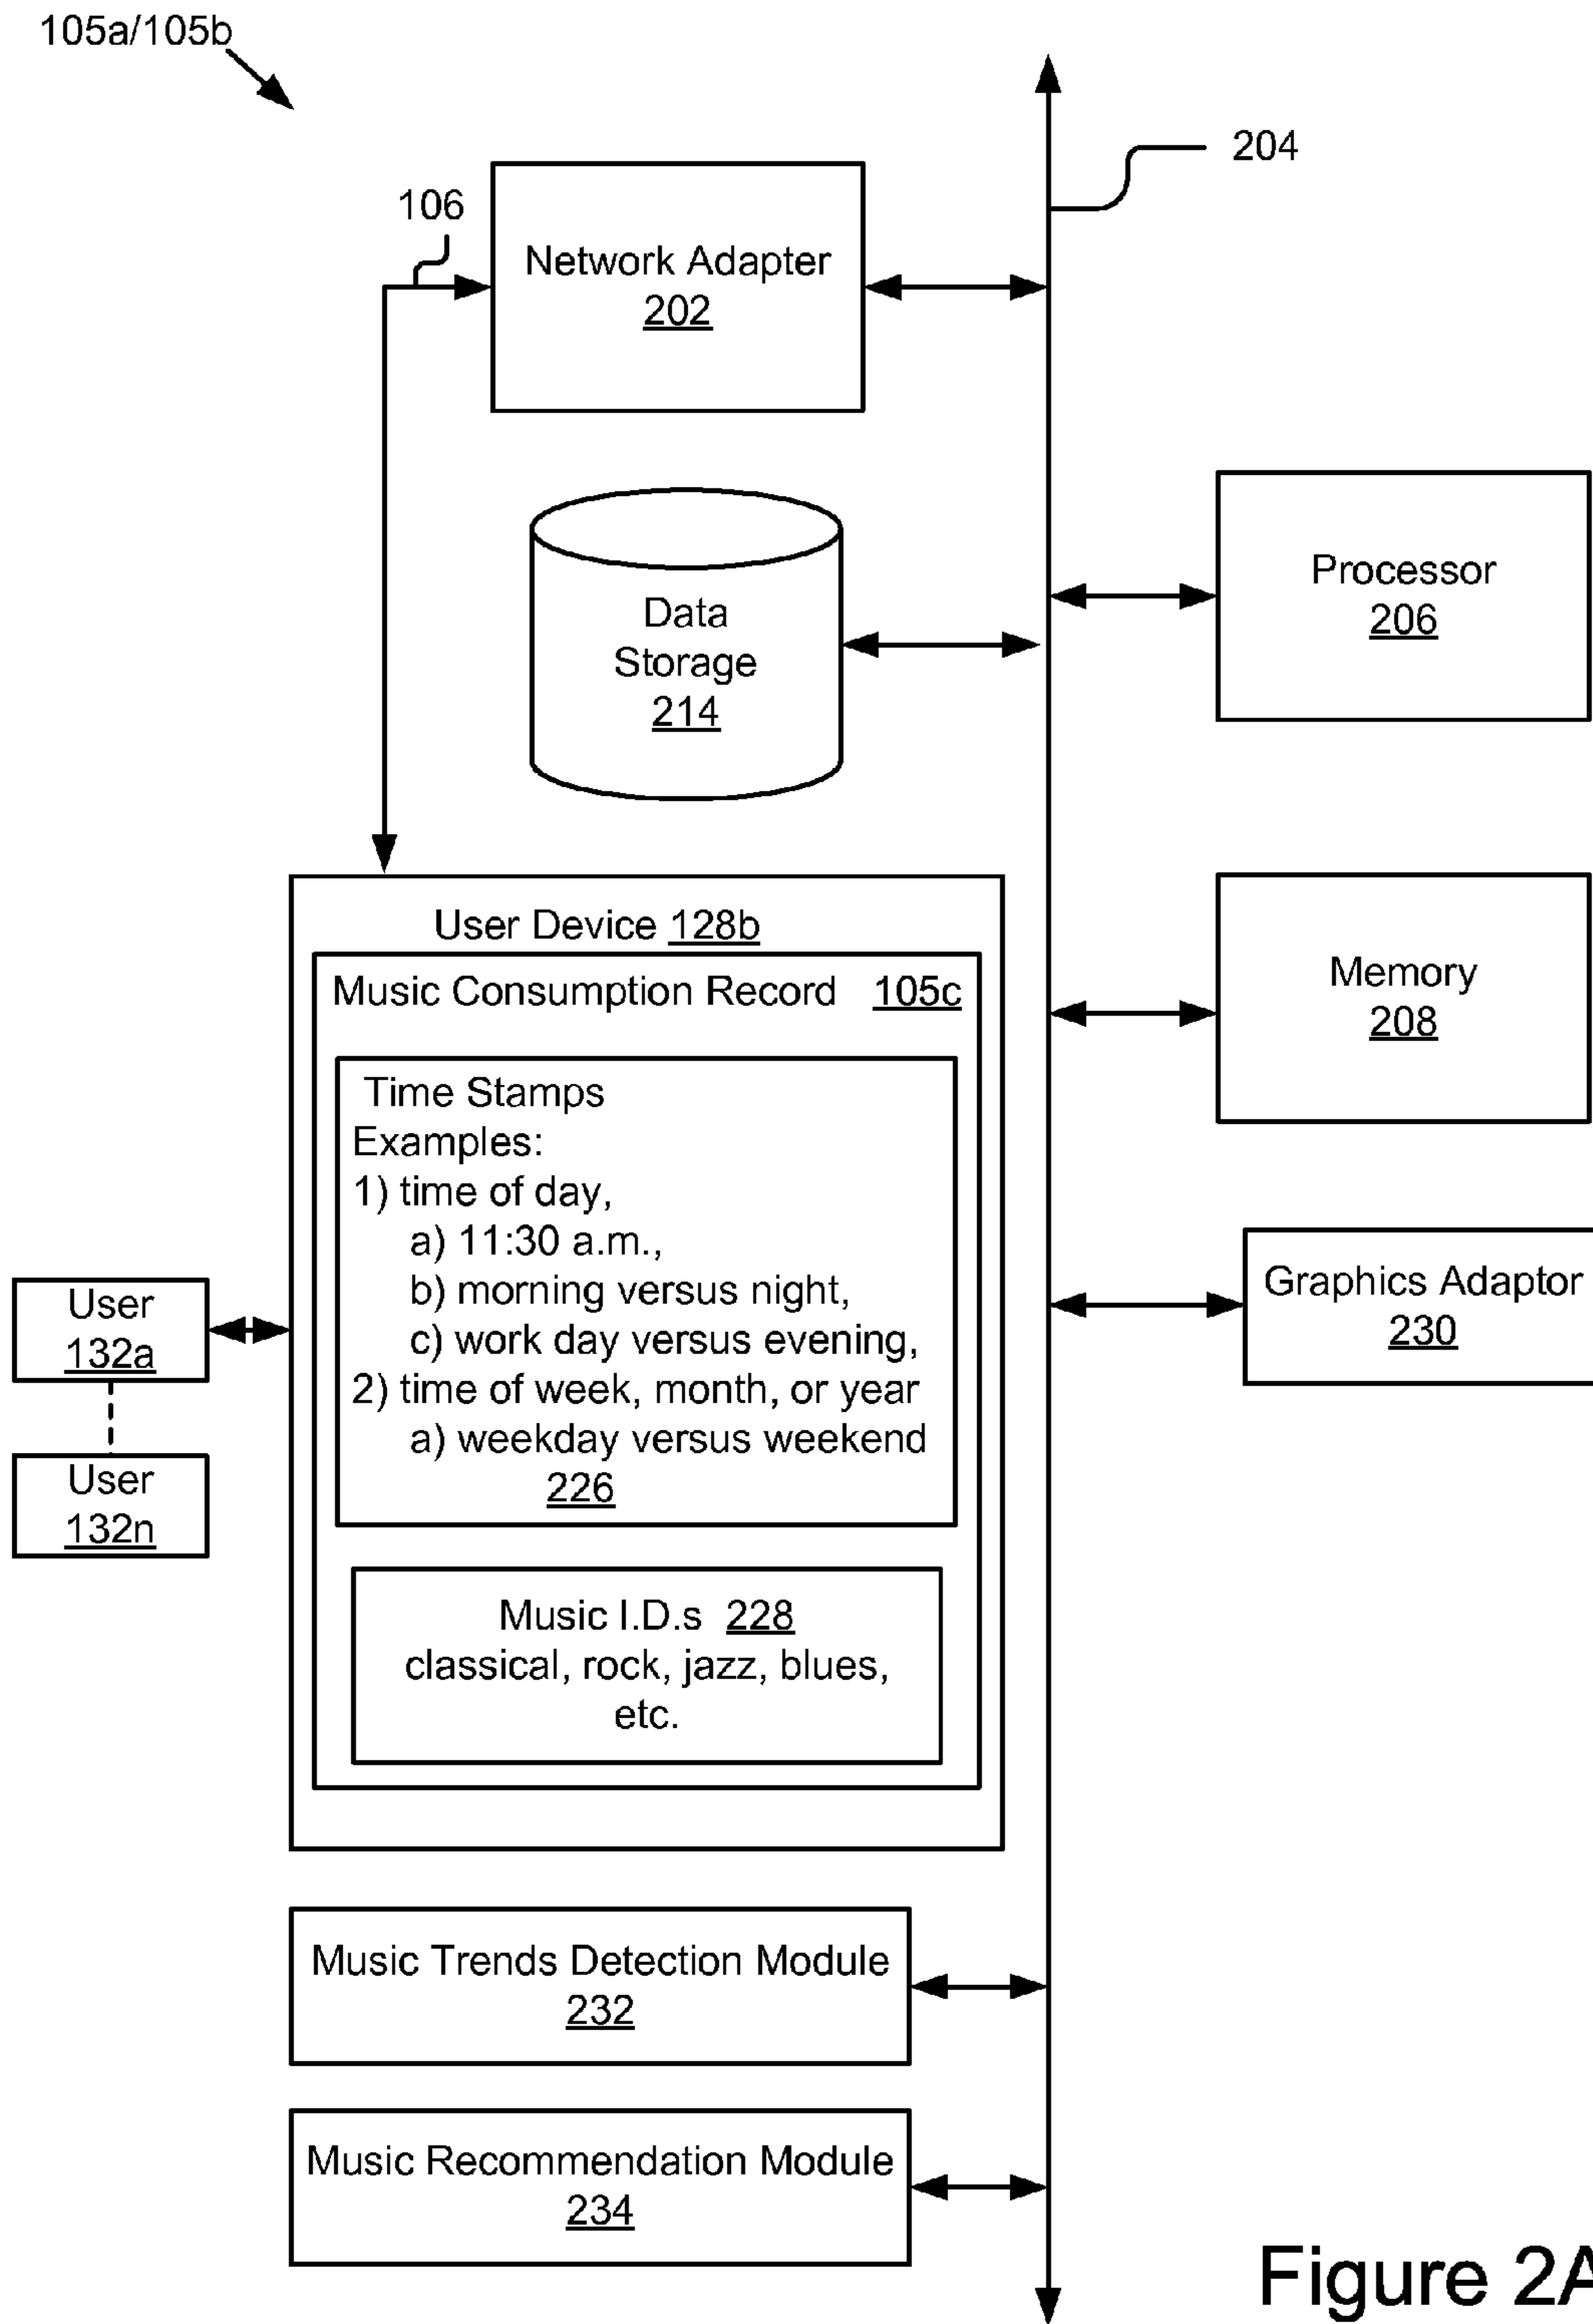 105a/105b
204
106
Network Adapter
202
Data
Storage
214
Processor
206
User Device 128b
Music Consumption Record 105c
Memory
208
Time Stamps
Examples:
1) time of day,
a) 11:30 a.m.,
b) morning versus night,
c) work day versus evening,
2) time of week, month, or year
a) weekday versus weekend
226
User
132a
User
132n
Graphics Adaptor
230
Music I.D.s 228
classical, rock, jazz, blues,
etc.
Music Trends Detection Module
232
Music Recommendation Module
234
Figure 2A